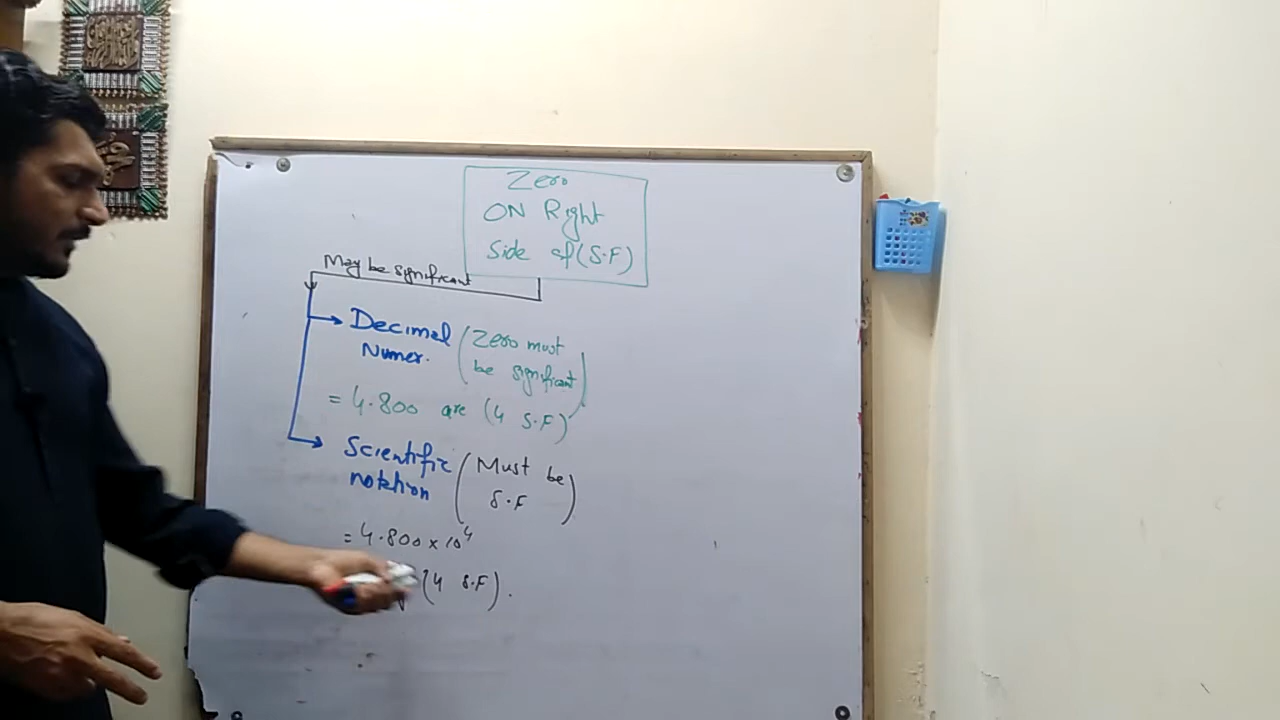 Zero
ON Right
Side of (S.F)
May be significant
Decimal
Numer.
(Zero must
be significant)
= 4.800 are (4 S.F)
Scientific
notation
(Must be
S.F)
= 4.800 x 10⁴
(4 S.F).